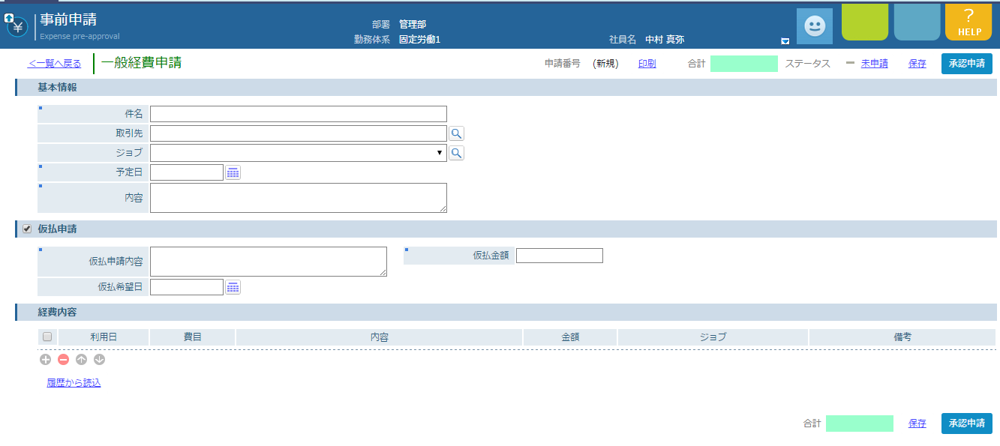 事前申請
Expense pre-approval
部署 管理部
勤務体系 固定労働1
社員名 中村 真弥
?
HELP
<一覧へ戻る
一般経費申請
申請番号 (新規) 印刷 合計 ステータス ー 未申請 保存 承認申請
基本情報
件名
取引先
ジョブ
予定日
内容
仮払申請
仮払申請内容
仮払金額
仮払希望日
経費内容
利用日 費目 内容 金額 ジョブ 備考
履歴から読込
合計 保存 承認申請